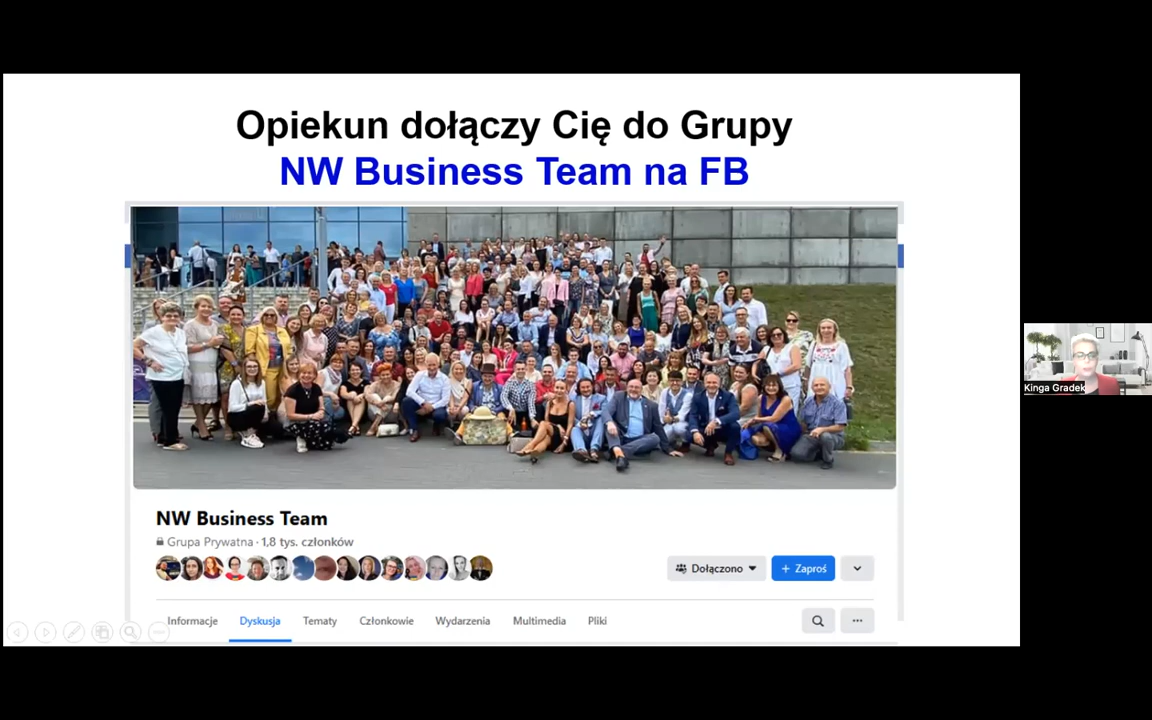 Opiekun dołączy Cię do Grupy
NW Business Team na FB
NW Business Team
Grupa Prywatna · 1,8 tys. członków
Dołączono
+ Zaproś
Informacje Dyskusja Tematy Członkowie Wydarzenia Multimedia Pliki
Kinga Gradek